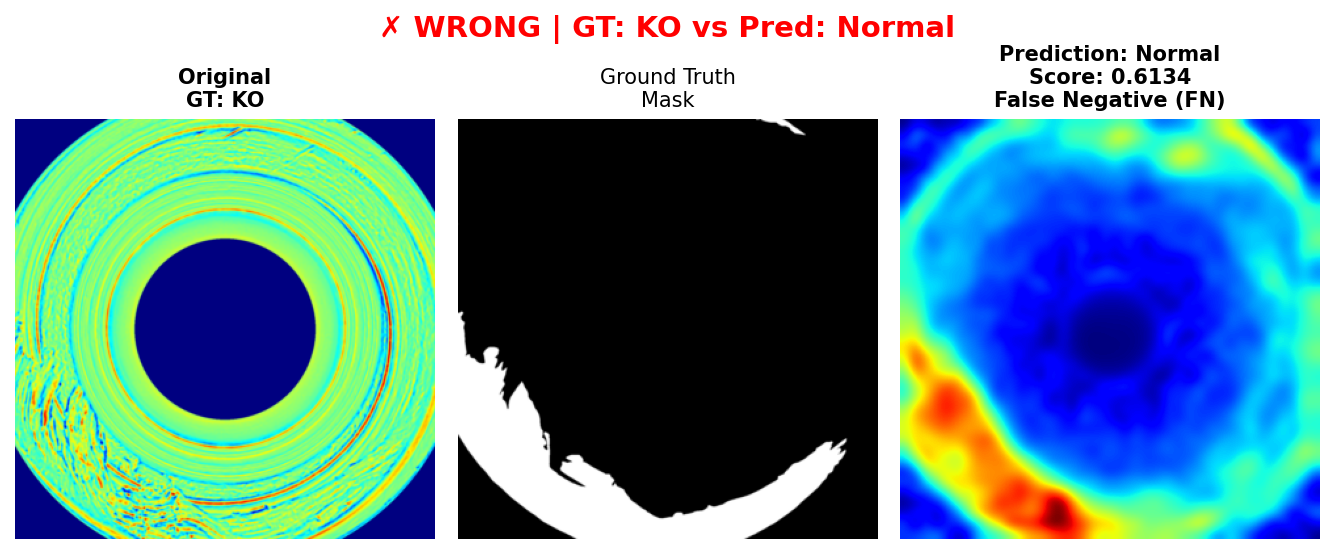 ✗ WRONG | GT: KO vs Pred: Normal
Original
GT: KO
Ground Truth
Mask
Prediction: Normal
Score: 0.6134
False Negative (FN)